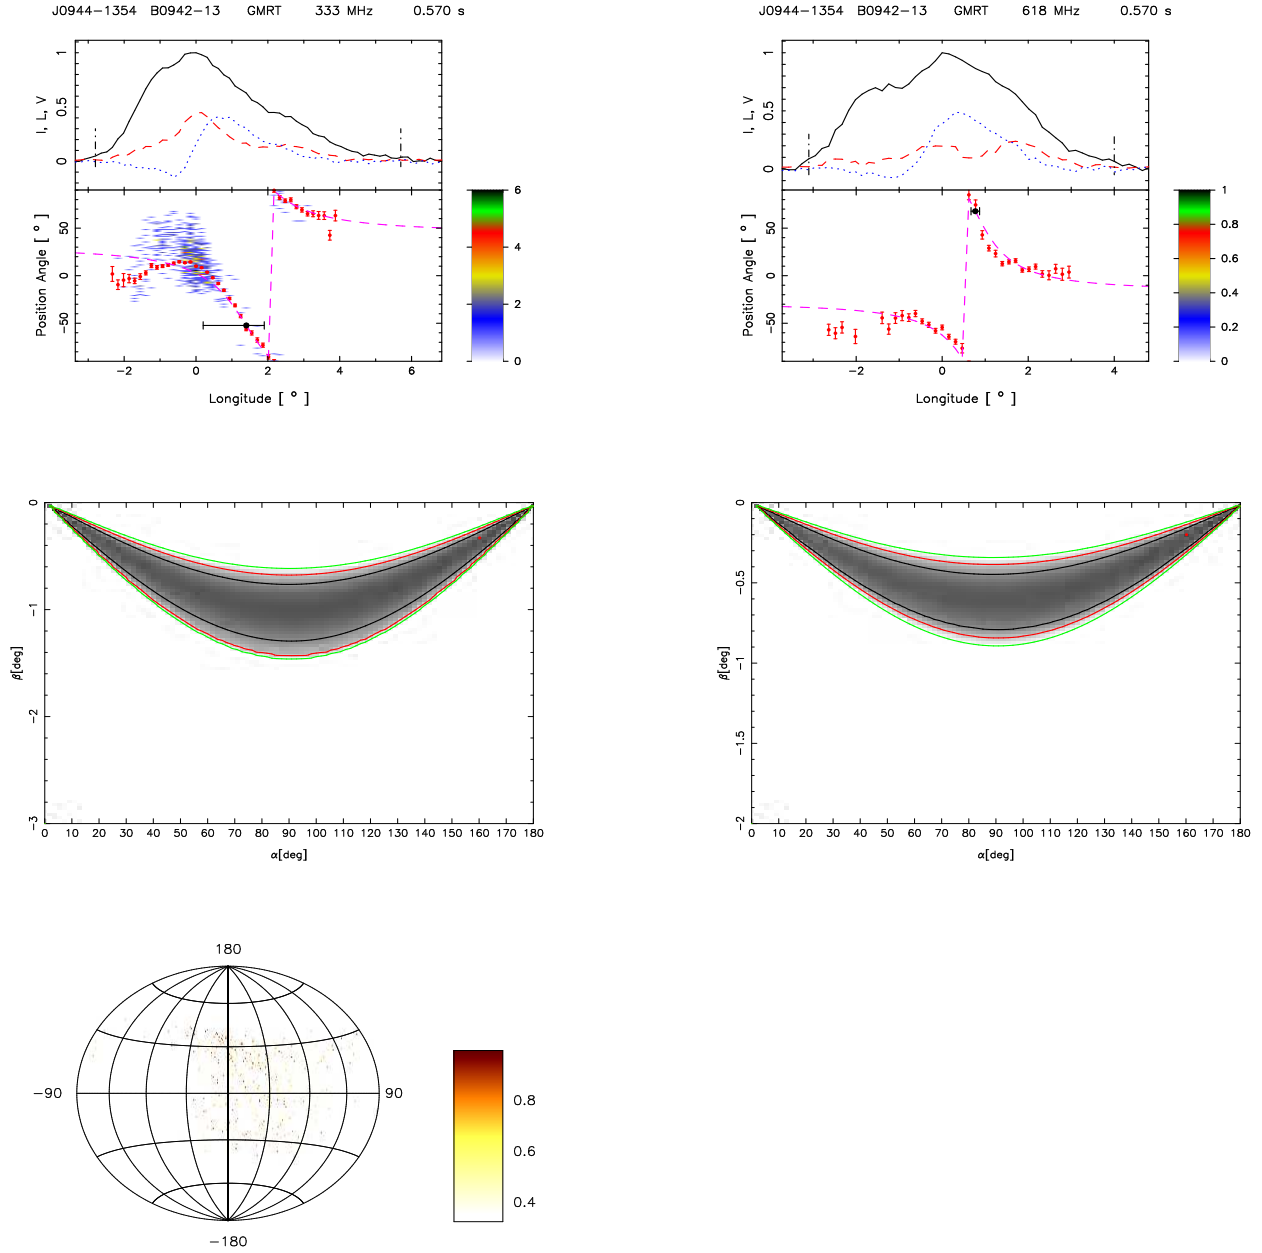 J0944−1354 B0942−13 GMRT 333 MHz 0.570 s
1
0.5
0
I, L, V
50
0
−50
Position Angle [ ° ]
−2 0 2 4 6
Longitude [ ° ]
6
4
2
0
J0944−1354 B0942−13 GMRT 618 MHz 0.570 s
1
0.5
0
I, L, V
50
0
−50
Position Angle [ ° ]
−2 0 2 4
Longitude [ ° ]
1
0.8
0.6
0.4
0.2
0
0
−1
−2
−3
β[deg]
0 10 20 30 40 50 60 70 80 90 100 110 120 130 140 150 160 170 180
α[deg]
0
−0.5
−1
−1.5
−2
β[deg]
0 10 20 30 40 50 60 70 80 90 100 110 120 130 140 150 160 170 180
α[deg]
180
−90
90
−180
0.8
0.6
0.4